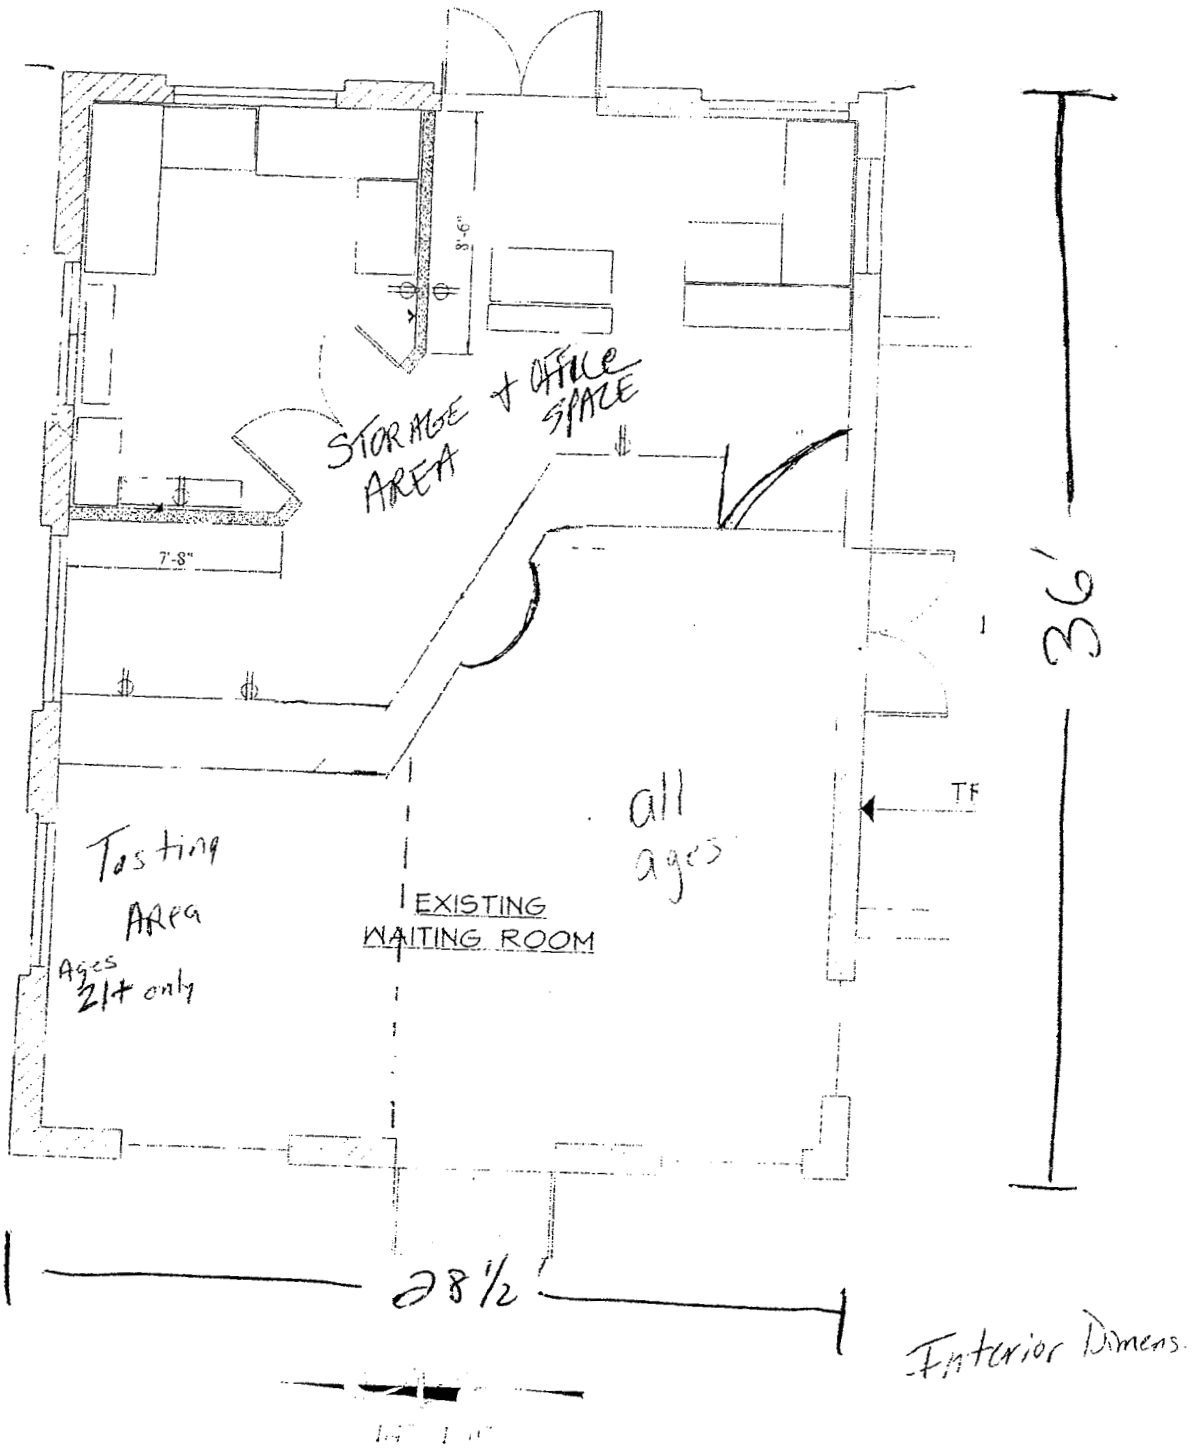 8'-6"
STORAGE + OFFICE
AREA SPACE
7'-8"
36'
all
ages
TF
Tasting
AREA
Ages
21+ only
EXISTING
WAITING ROOM
28 1/2
Interior Dimens.